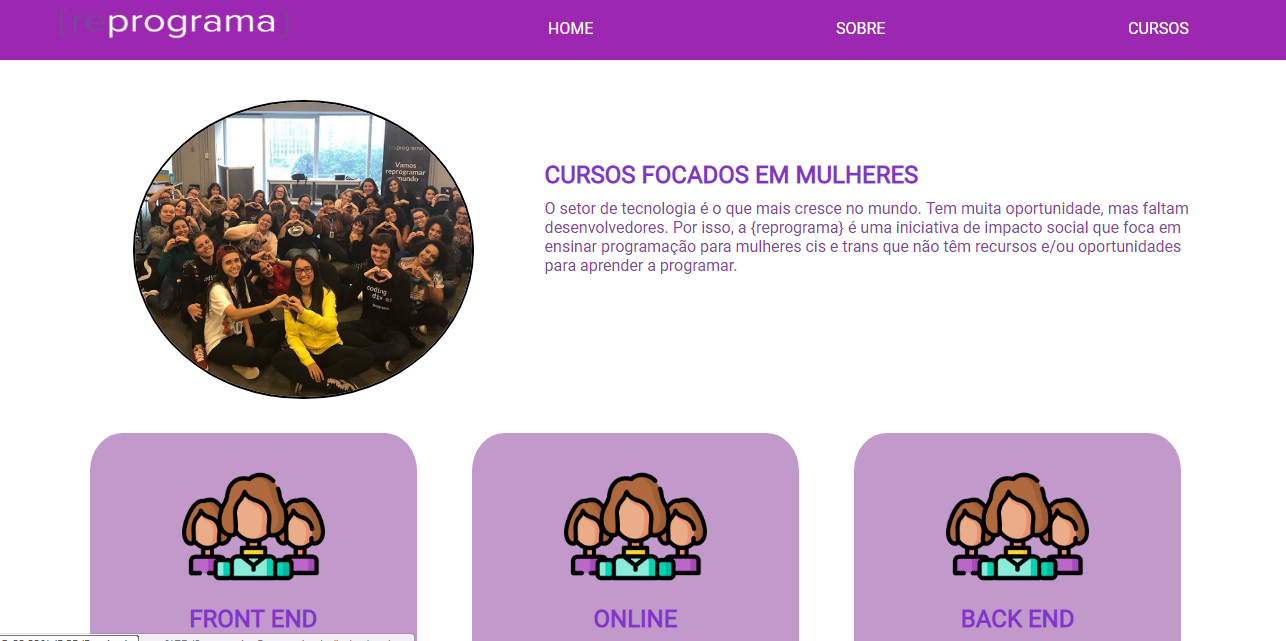 {reprograma}
HOME
SOBRE
CURSOS
{reprograma}
Vamos
reprogramar
mundo
coding
CURSOS FOCADOS EM MULHERES
O setor de tecnologia é o que mais cresce no mundo. Tem muita oportunidade, mas faltam
desenvolvedores. Por isso, a {reprograma} é uma iniciativa de impacto social que foca em
ensinar programação para mulheres cis e trans que não têm recursos e/ou oportunidades
para aprender a programar.
FRONT END
ONLINE
BACK END